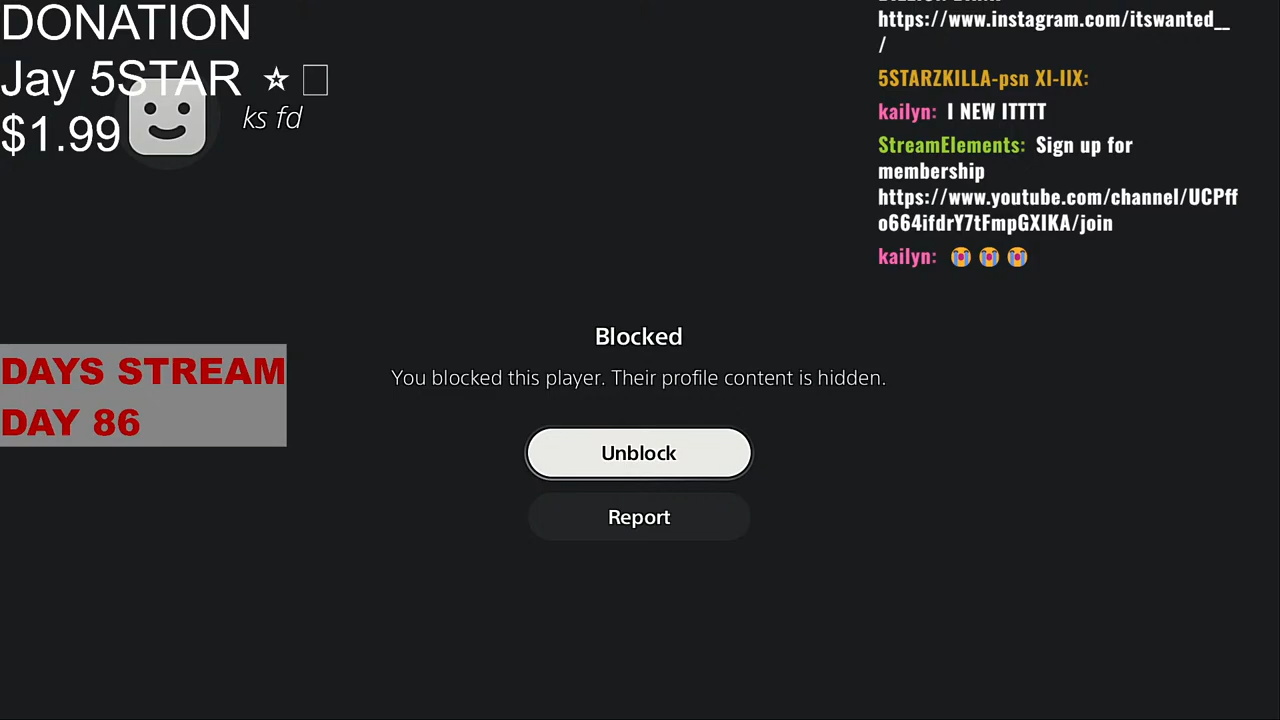 DONATION
Jay 5STAR ☆
$1.99
ks fd
https://www.instagram.com/itswanted__
/
5STARZKILLA-psn XI-IIX:
kailyn: I NEW ITTTT
StreamElements: Sign up for
membership
https://www.youtube.com/channel/UCPff
o664ifdrY7tFmpGXIKA/join
kailyn: 😭😭😭
Blocked
You blocked this player. Their profile content is hidden.
DAYS STREAM
DAY 86
Unblock
Report